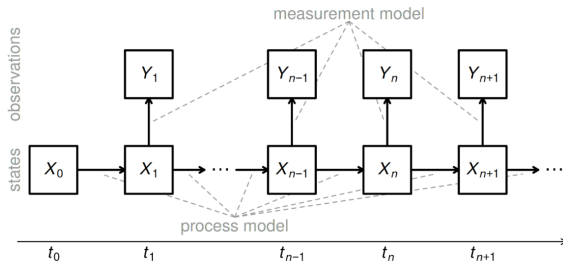 measurement model
observations
Y₁ Yₙ₋₁ Yₙ Yₙ₊₁
states
X₀ X₁ ⋯ Xₙ₋₁ Xₙ Xₙ₊₁ ⋯
process model
t₀ t₁ tₙ₋₁ tₙ tₙ₊₁